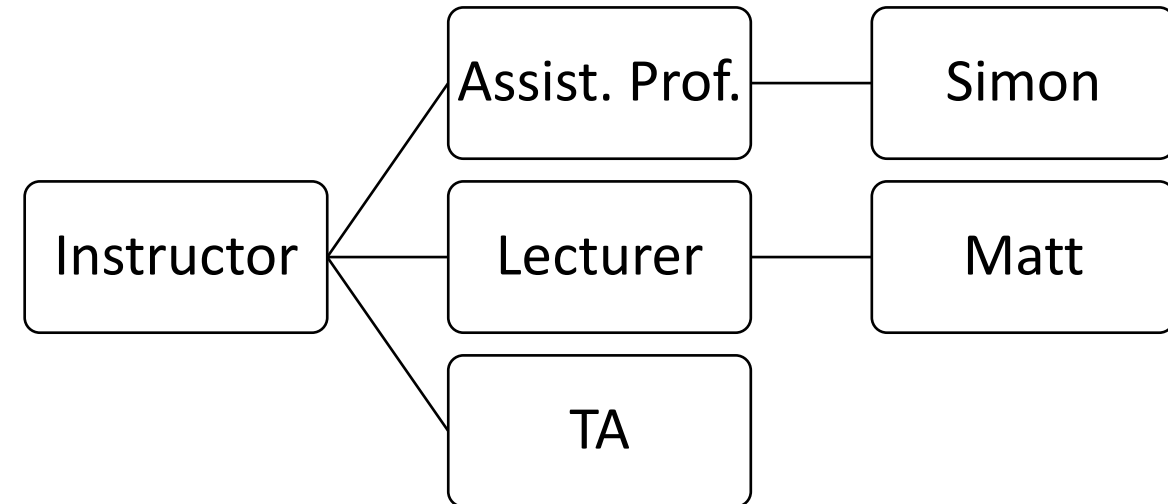 Assist. Prof.
Simon
Instructor
Lecturer
Matt
TA